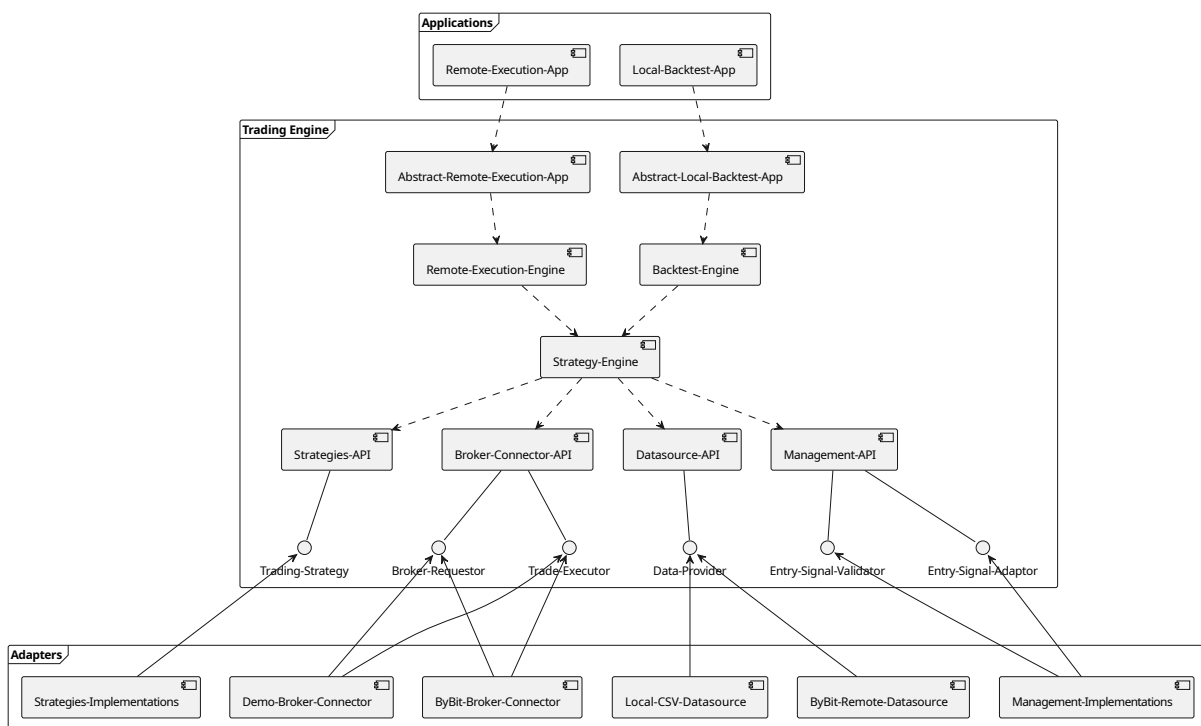 Applications
Remote-Execution-App
Local-Backtest-App
Trading Engine
Abstract-Remote-Execution-App
Abstract-Local-Backtest-App
Remote-Execution-Engine
Backtest-Engine
Strategy-Engine
Strategies-API
Broker-Connector-API
Datasource-API
Management-API
Trading-Strategy
Broker-Requestor
Trade-Executor
Data-Provider
Entry-Signal-Validator
Entry-Signal-Adaptor
Adapters
Strategies-Implementations
Demo-Broker-Connector
ByBit-Broker-Connector
Local-CSV-Datasource
ByBit-Remote-Datasource
Management-Implementations